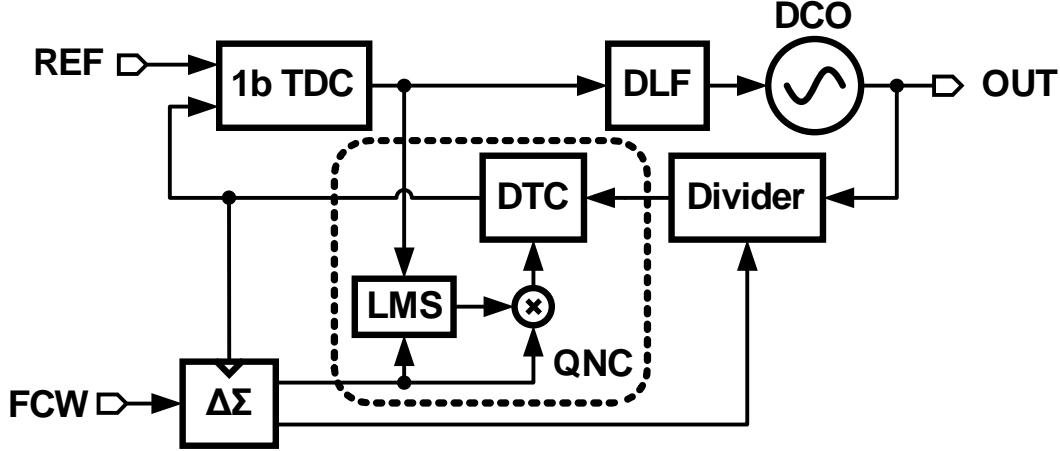 DCO
REF
1b TDC
DLF
OUT
DTC
Divider
LMS
×
QNC
FCW
ΔΣ